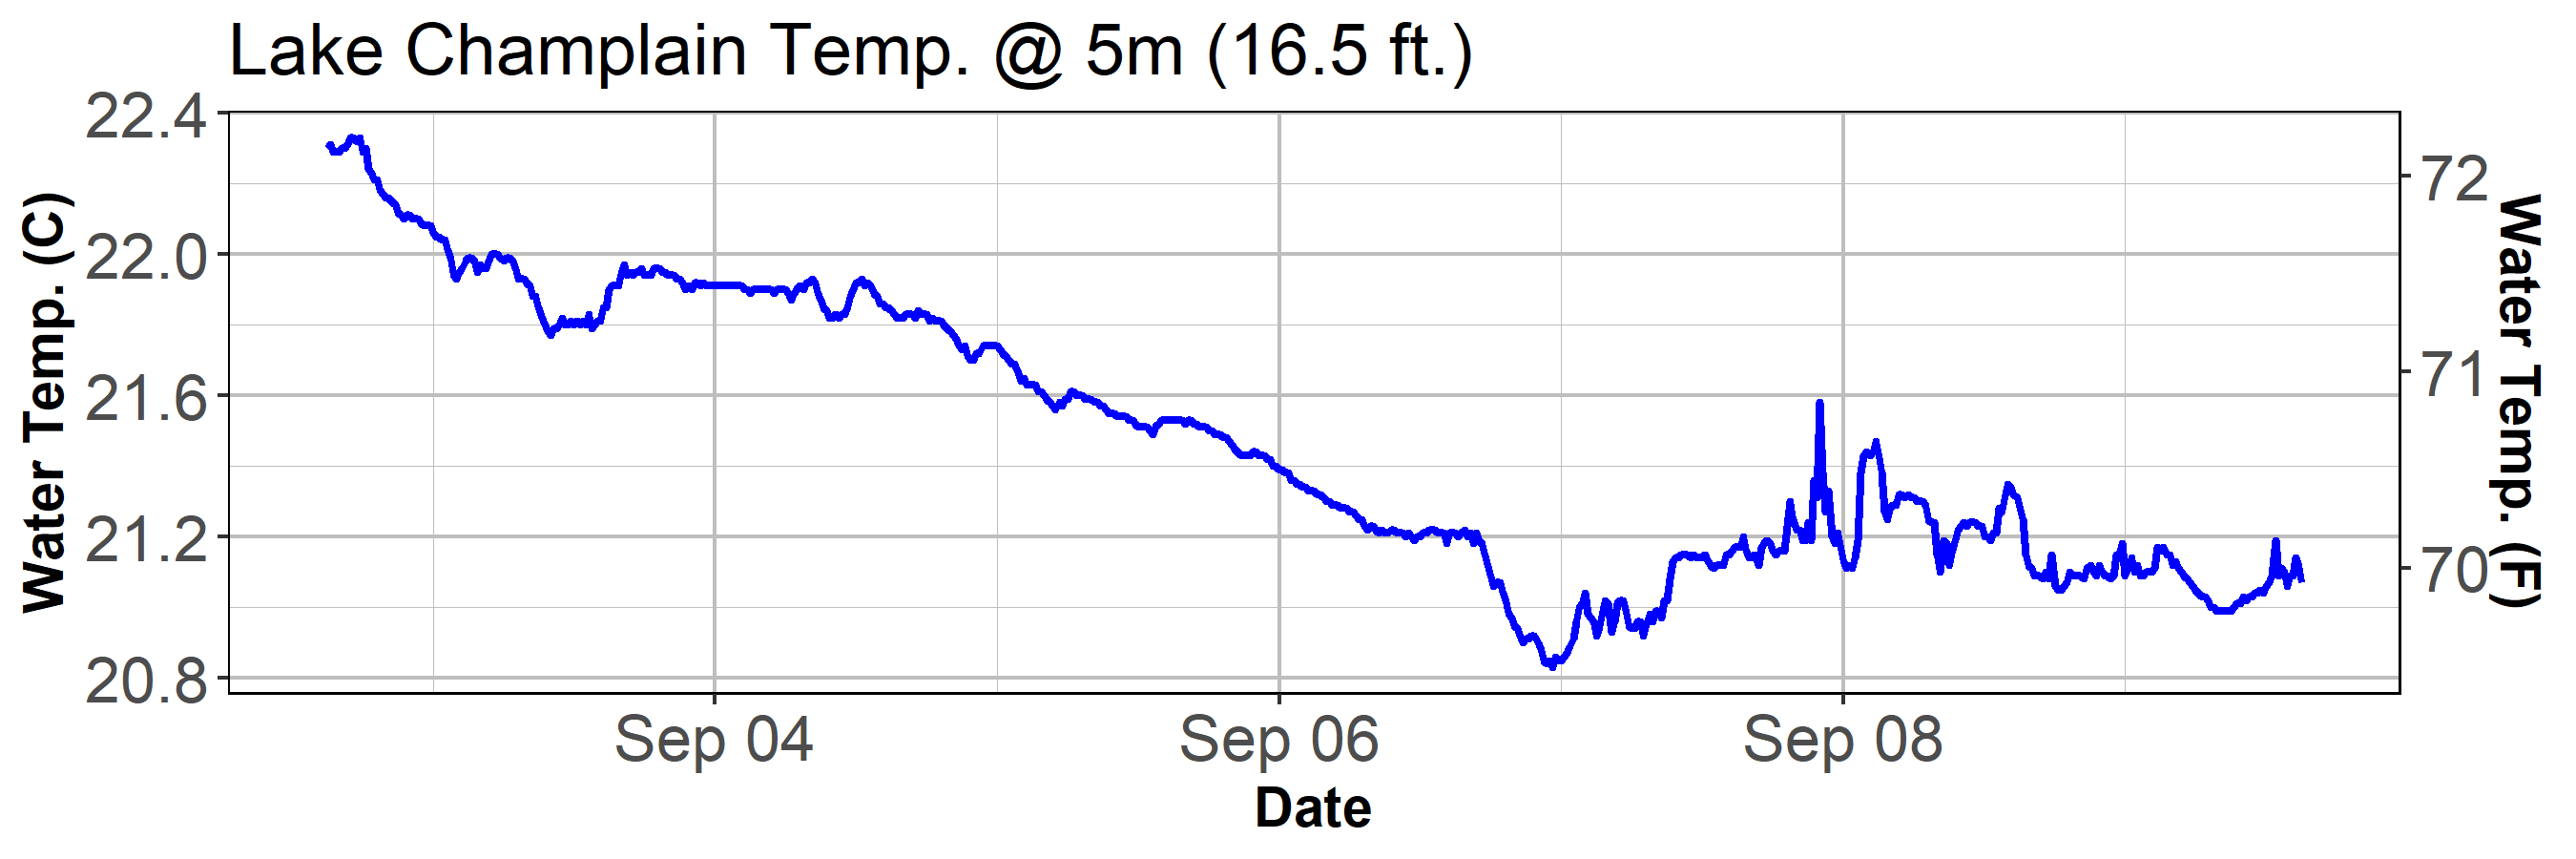 Lake Champlain Temp. @ 5m (16.5 ft.)
Water Temp. (C)
22.4
22.0
21.6
21.2
20.8
72
71
70
Water Temp. (F)
Sep 04
Sep 06
Sep 08
Date